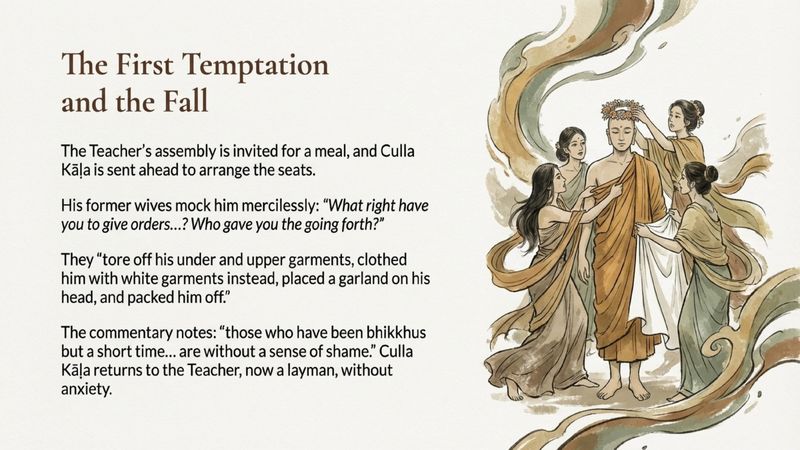 The First Temptation
and the Fall
The Teacher’s assembly is invited for a meal, and Culla
Kāḷa is sent ahead to arrange the seats.
His former wives mock him mercilessly: “What right have
you to give orders…? Who gave you the going forth?”
They “tore off his under and upper garments, clothed
him with white garments instead, placed a garland on his
head, and packed him off.”
The commentary notes: “those who have been bhikkhus
but a short time… are without a sense of shame.” Culla
Kāḷa returns to the Teacher, now a layman, without
anxiety.